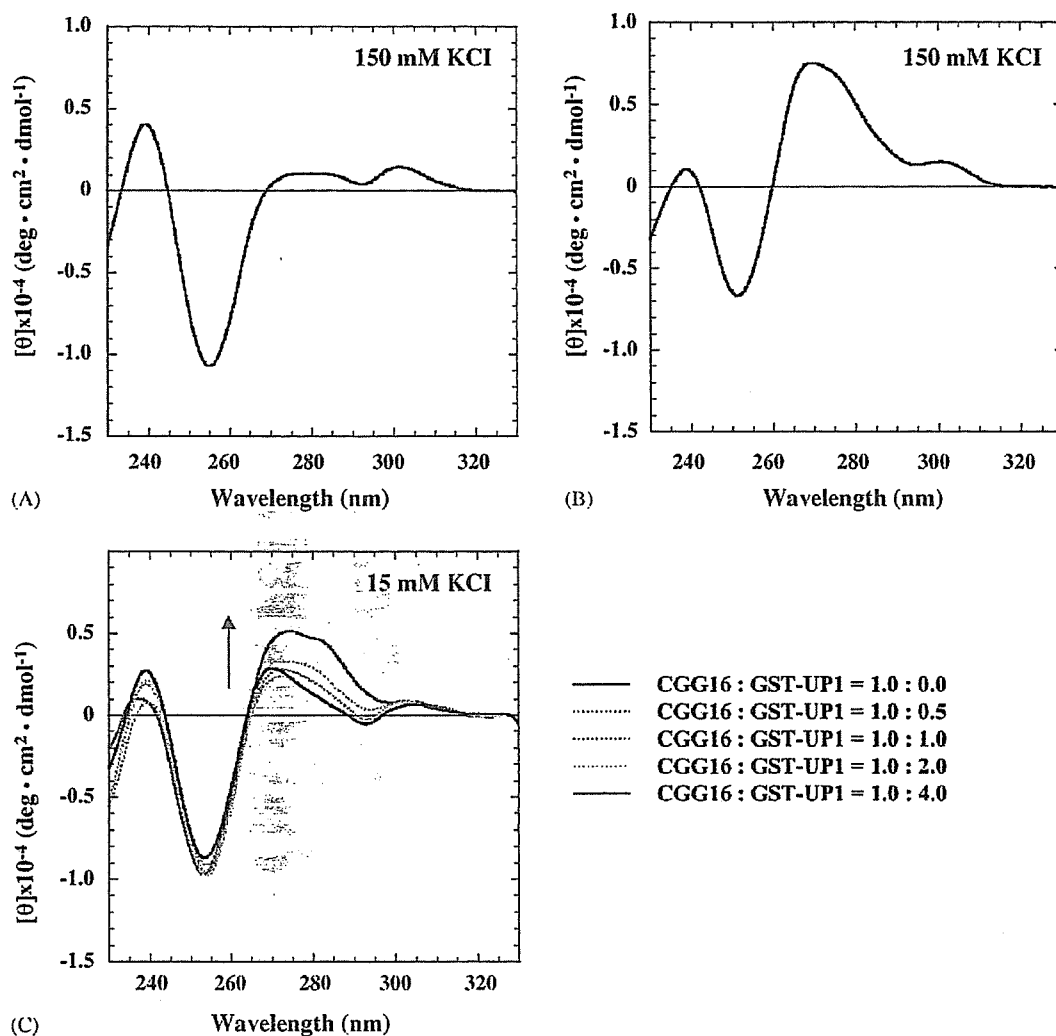 150 mM KCl
1.0
0.5
0
-0.5
-1.0
-1.5
[θ]x10⁻⁴ (deg • cm² • dmol⁻¹)
240 260 280 300 320
Wavelength (nm)
(A)
150 mM KCl
1.0
0.5
0
-0.5
-1.0
-1.5
[θ]x10⁻⁴ (deg • cm² • dmol⁻¹)
240 260 280 300 320
Wavelength (nm)
(B)
15 mM KCl
0.5
0
-0.5
-1.0
-1.5
[θ]x10⁻⁴ (deg • cm² • dmol⁻¹)
240 260 280 300 320
Wavelength (nm)
(C)
CGG16 : GST-UP1 = 1.0 : 0.0
CGG16 : GST-UP1 = 1.0 : 0.5
CGG16 : GST-UP1 = 1.0 : 1.0
CGG16 : GST-UP1 = 1.0 : 2.0
CGG16 : GST-UP1 = 1.0 : 4.0